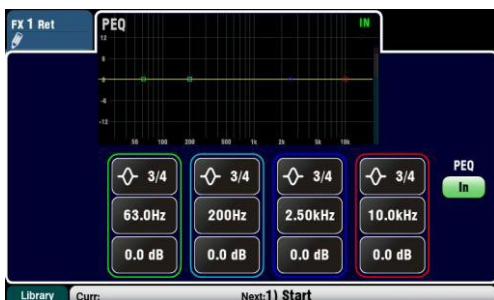 FX 1 Ret
PEQ IN
12
8
-0
-4
-12
50 100 200 500 1k 2k 5k 10k
3/4 3/4 3/4 3/4
PEQ
In
63.0Hz 200Hz 2.50kHz 10.0kHz
0.0 dB 0.0 dB 0.0 dB 0.0 dB
Library Curr: Next:1) Start